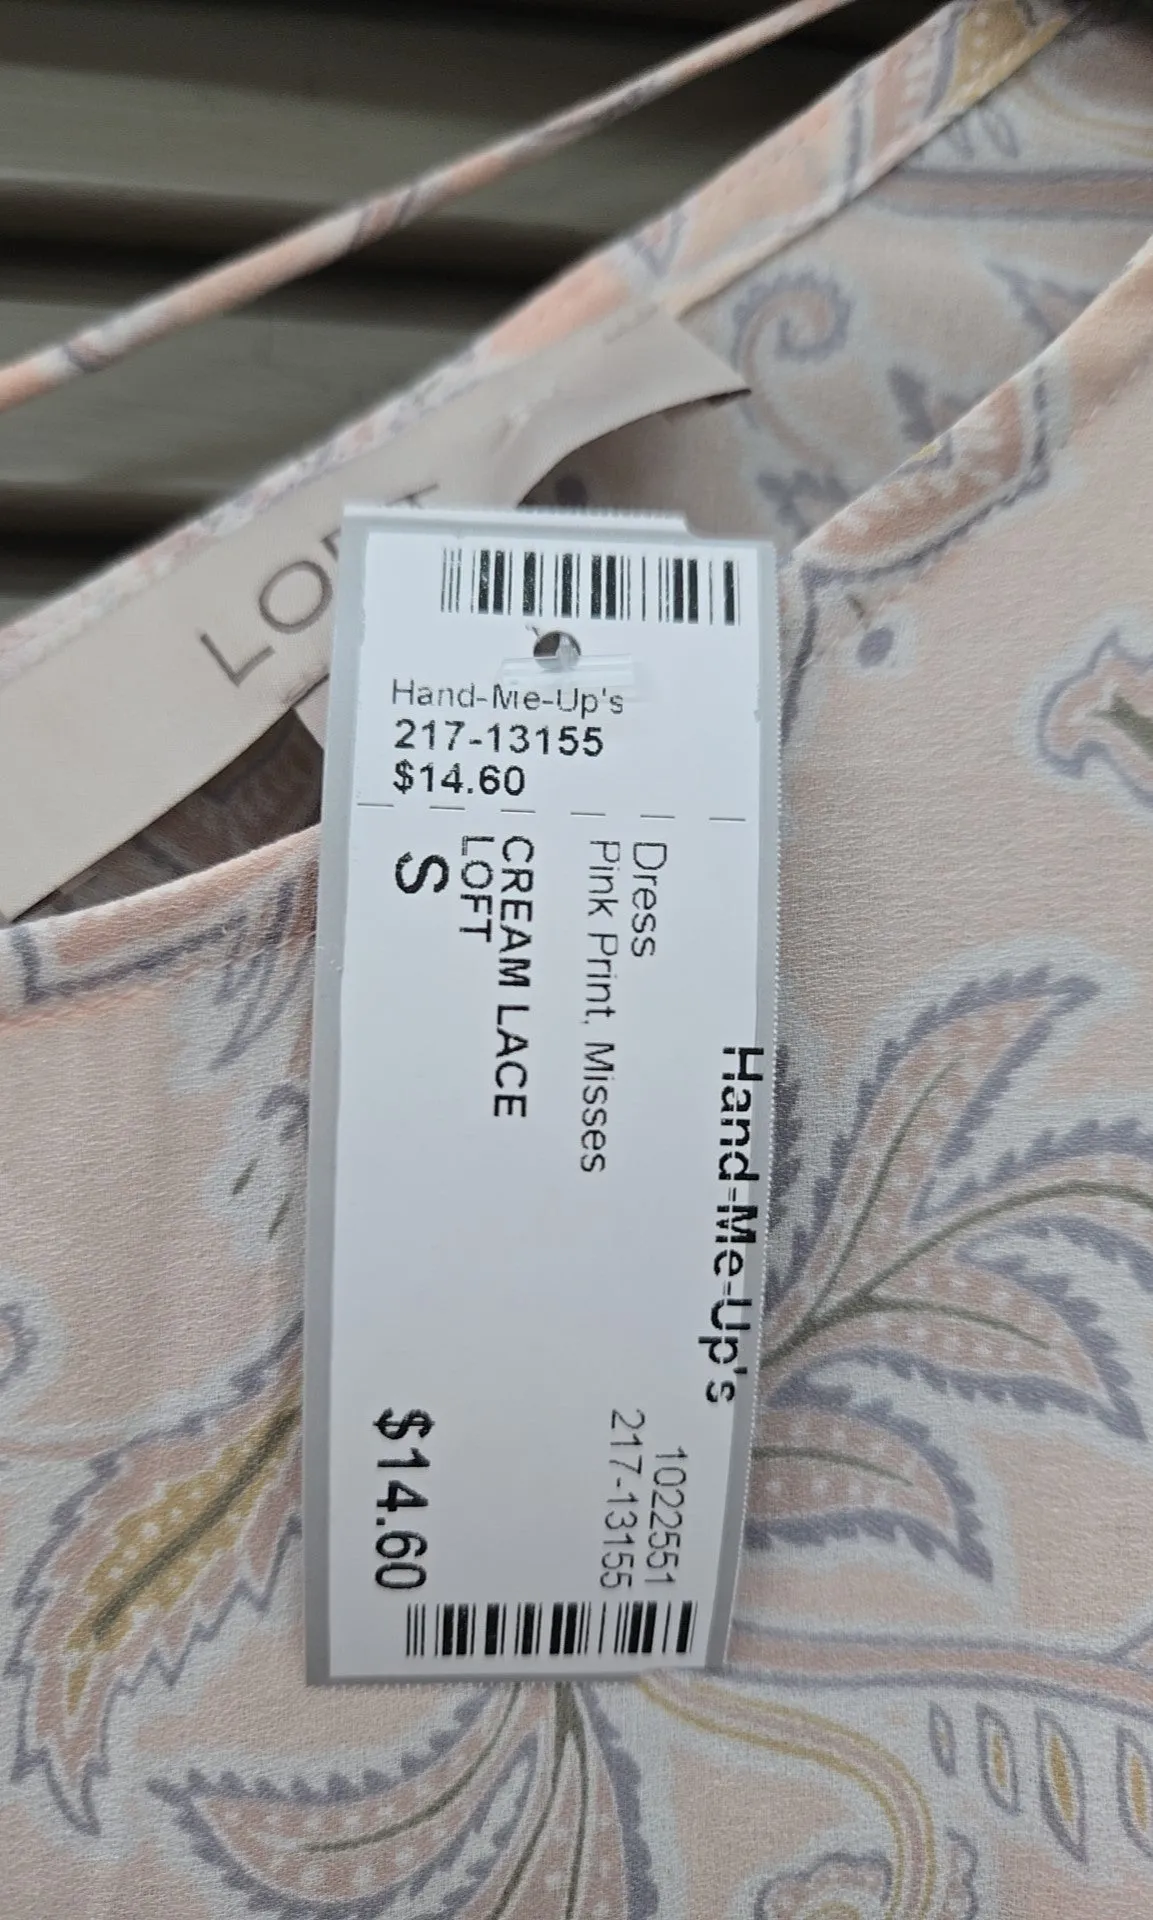 LOFT
Hand-Me-Up's
217-13155
$14.60
Hand-Me-Up's
1022551
217-13155
Dress
Pink Print, Misses
CREAM LACE
LOFT
S
$14.60